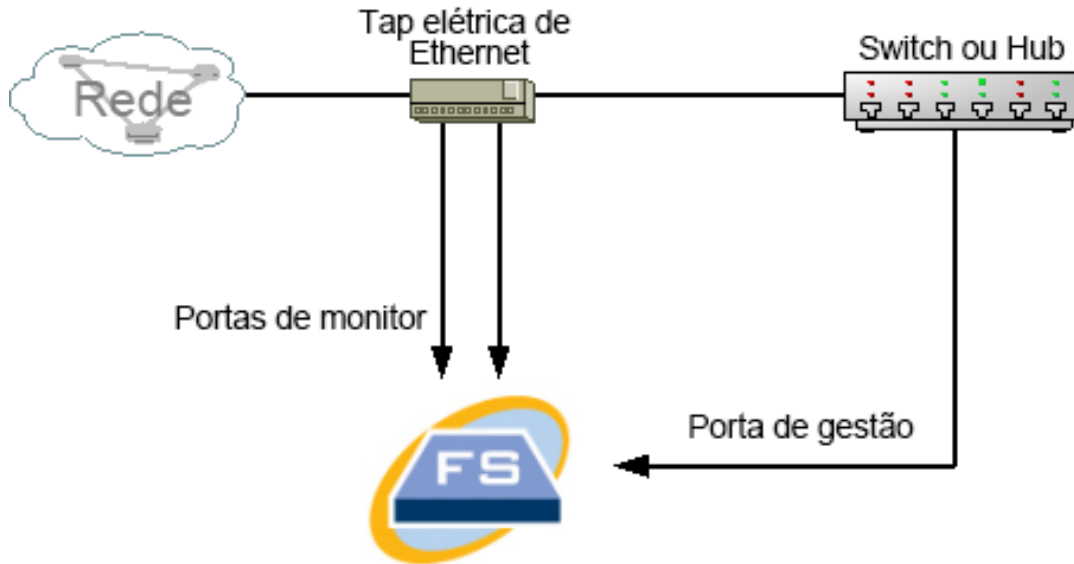 Tap elétrica de
Ethernet
Switch ou Hub
Rede
Portas de monitor
Porta de gestão
FS